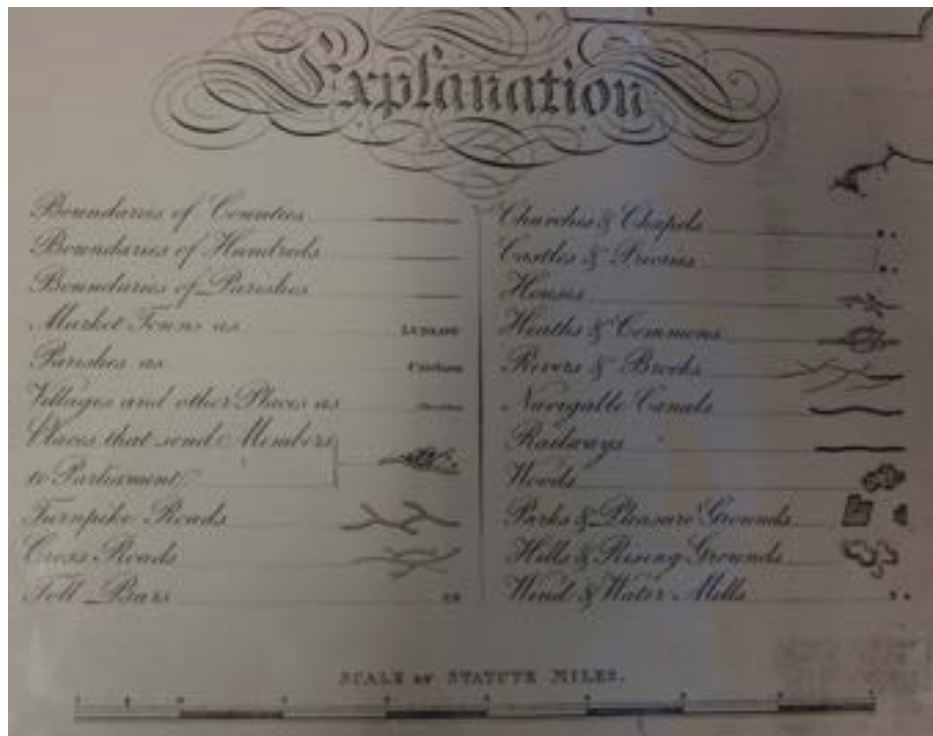 Explanation
Boundaries of Counties
Boundaries of Hundreds
Boundaries of Parishes
Market Towns as LUDLOW
Parishes as
Villages and other Places as
Places that send Members
to Parliament
Turnpike Roads
Cross Roads
Toll Bars TB
Churches & Chapels
Castles & Priories
Houses
Heaths & Commons
Rivers & Brooks
Navigable Canals
Railways
Woods
Parks & Pleasure Grounds
Hills & Rising Grounds
Wind & Water Mills
SCALE OF STATUTE MILES.